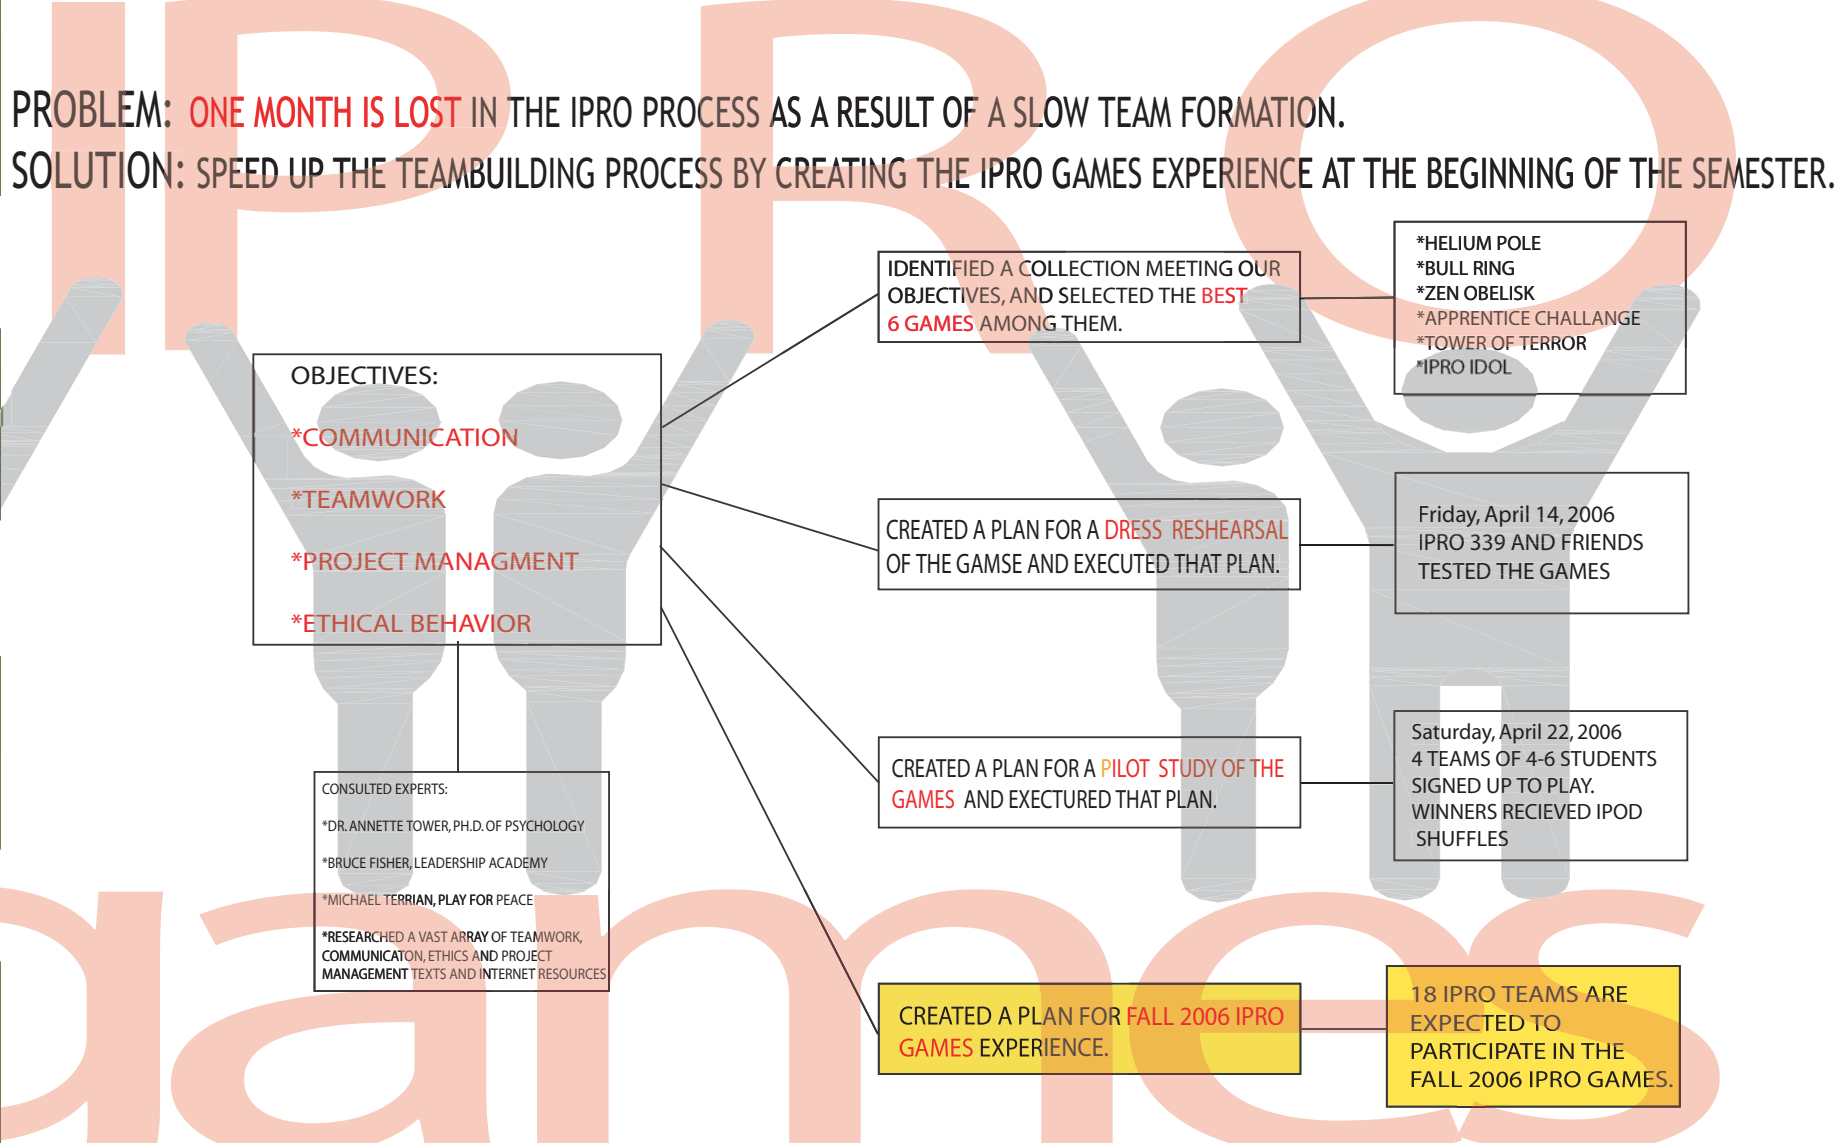 IPRO
PROBLEM: ONE MONTH IS LOST IN THE IPRO PROCESS AS A RESULT OF A SLOW TEAM FORMATION.
SOLUTION: SPEED UP THE TEAMBUILDING PROCESS BY CREATING THE IPRO GAMES EXPERIENCE AT THE BEGINNING OF THE SEMESTER.
OBJECTIVES:
*COMMUNICATION
*TEAMWORK
*PROJECT MANAGMENT
*ETHICAL BEHAVIOR
CONSULTED EXPERTS:
*DR. ANNETTE TOWER, PH.D. OF PSYCHOLOGY
*BRUCE FISHER, LEADERSHIP ACADEMY
*MICHAEL TERRIAN, PLAY FOR PEACE
*RESEARCHED A VAST ARRAY OF TEAMWORK,
COMMUNICATON, ETHICS AND PROJECT
MANAGEMENT TEXTS AND INTERNET RESOURCES
IDENTIFIED A COLLECTION MEETING OUR
OBJECTIVES, AND SELECTED THE BEST
6 GAMES AMONG THEM.
*HELIUM POLE
*BULL RING
*ZEN OBELISK
*APPRENTICE CHALLANGE
*TOWER OF TERROR
*IPRO IDOL
CREATED A PLAN FOR A DRESS RESHEARSAL
OF THE GAMSE AND EXECUTED THAT PLAN.
Friday, April 14, 2006
IPRO 339 AND FRIENDS
TESTED THE GAMES
CREATED A PLAN FOR A PILOT STUDY OF THE
GAMES AND EXECTURED THAT PLAN.
Saturday, April 22, 2006
4 TEAMS OF 4-6 STUDENTS
SIGNED UP TO PLAY.
WINNERS RECIEVED IPOD
SHUFFLES
CREATED A PLAN FOR FALL 2006 IPRO
GAMES EXPERIENCE.
18 IPRO TEAMS ARE
EXPECTED TO
PARTICIPATE IN THE
FALL 2006 IPRO GAMES.
games